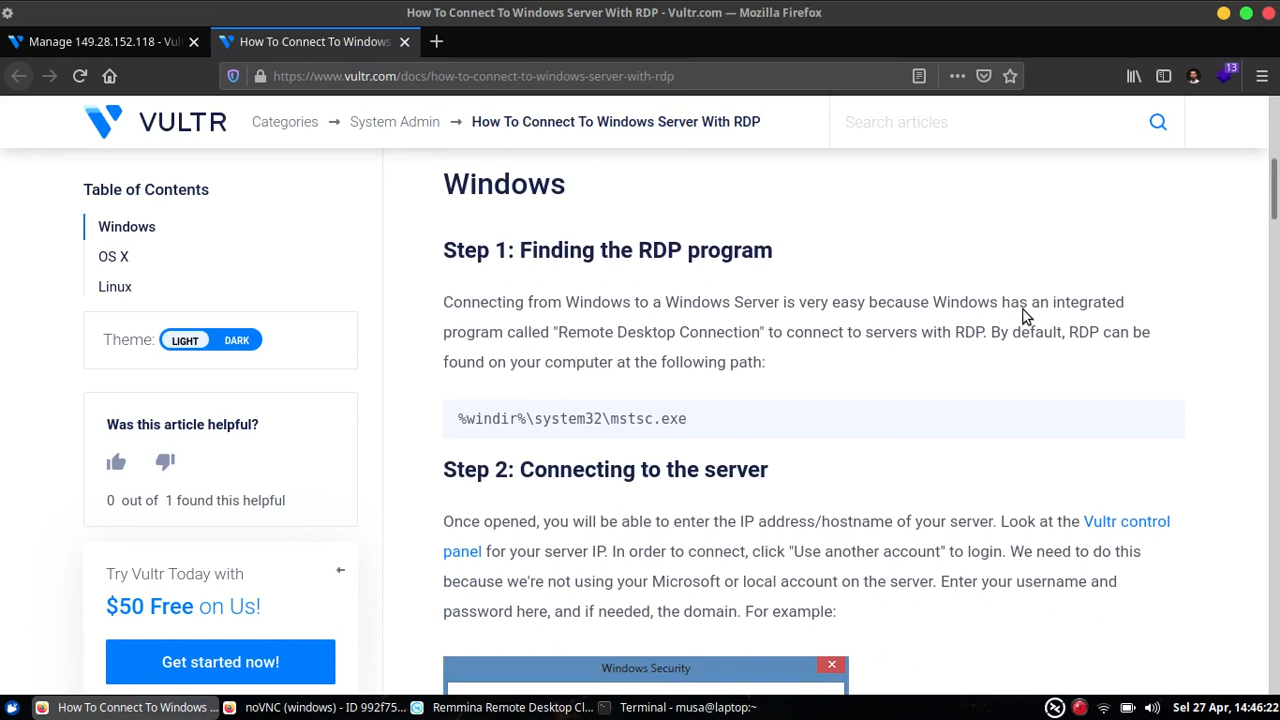 How To Connect To Windows Server With RDP - Vultr.com — Mozilla Firefox
Manage 149.28.152.118 - Vul
How To Connect To Windows
https://www.vultr.com/docs/how-to-connect-to-windows-server-with-rdp
13
VULTR
Categories → System Admin → How To Connect To Windows Server With RDP
Search articles
Table of Contents
Windows
OS X
Linux
Theme: LIGHT DARK
Was this article helpful?
0 out of 1 found this helpful
Try Vultr Today with
$50 Free on Us!
Get started now!
Windows
Step 1: Finding the RDP program
Connecting from Windows to a Windows Server is very easy because Windows has an integrated
program called "Remote Desktop Connection" to connect to servers with RDP. By default, RDP can be
found on your computer at the following path:
%windir%\system32\mstsc.exe
Step 2: Connecting to the server
Once opened, you will be able to enter the IP address/hostname of your server. Look at the Vultr control
panel for your server IP. In order to connect, click "Use another account" to login. We need to do this
because we're not using your Microsoft or local account on the server. Enter your username and
password here, and if needed, the domain. For example:
Windows Security
How To Connect To Windows ...
noVNC (windows) - ID 992f75...
Remmina Remote Desktop Cl...
Terminal - musa@laptop:~
Sel 27 Apr, 14:46:22